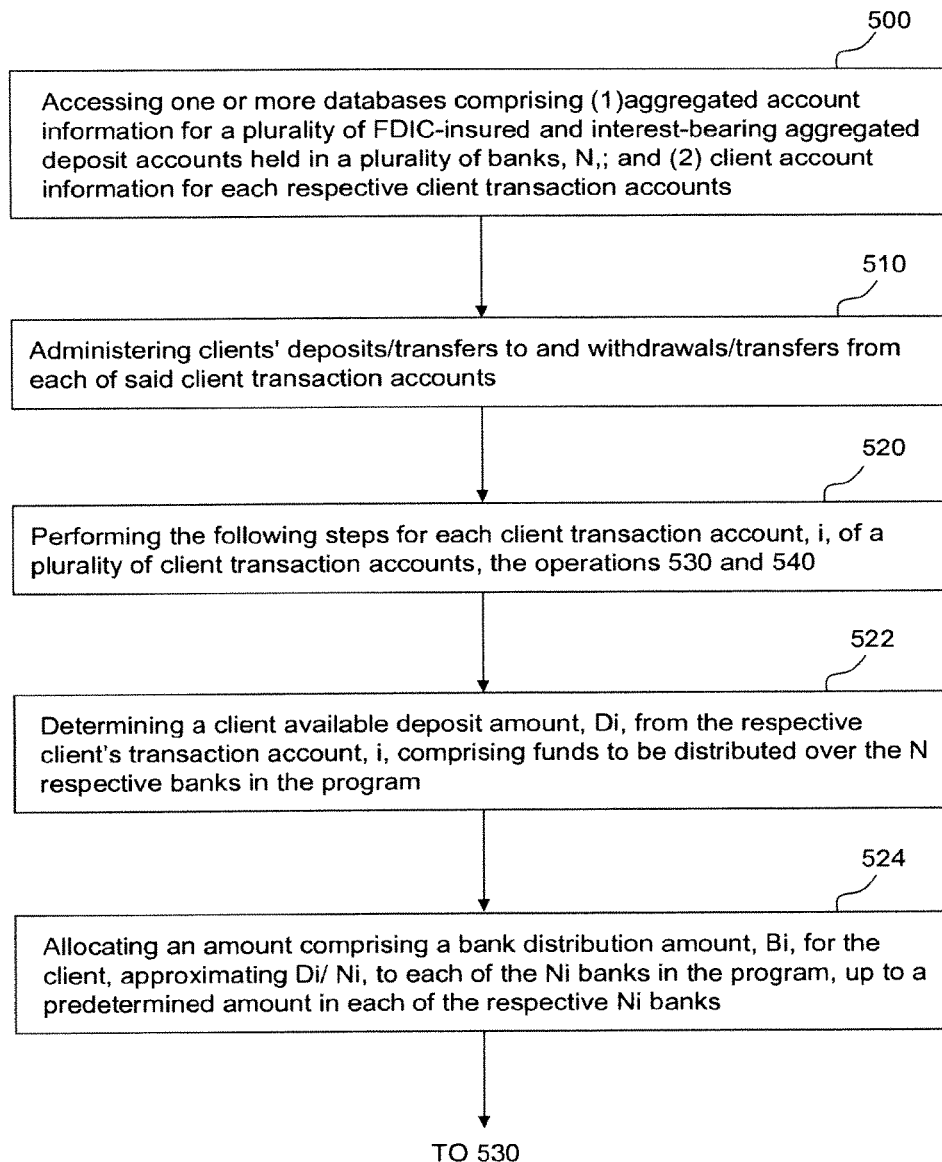 500
Accessing one or more databases comprising (1)aggregated account
information for a plurality of FDIC-insured and interest-bearing aggregated
deposit accounts held in a plurality of banks, N,; and (2) client account
information for each respective client transaction accounts
510
Administering clients' deposits/transfers to and withdrawals/transfers from
each of said client transaction accounts
520
Performing the following steps for each client transaction account, i, of a
plurality of client transaction accounts, the operations 530 and 540
522
Determining a client available deposit amount, Di, from the respective
client's transaction account, i, comprising funds to be distributed over the N
respective banks in the program
524
Allocating an amount comprising a bank distribution amount, Bi, for the
client, approximating Di/ Ni, to each of the Ni banks in the program, up to a
predetermined amount in each of the respective Ni banks
TO 530